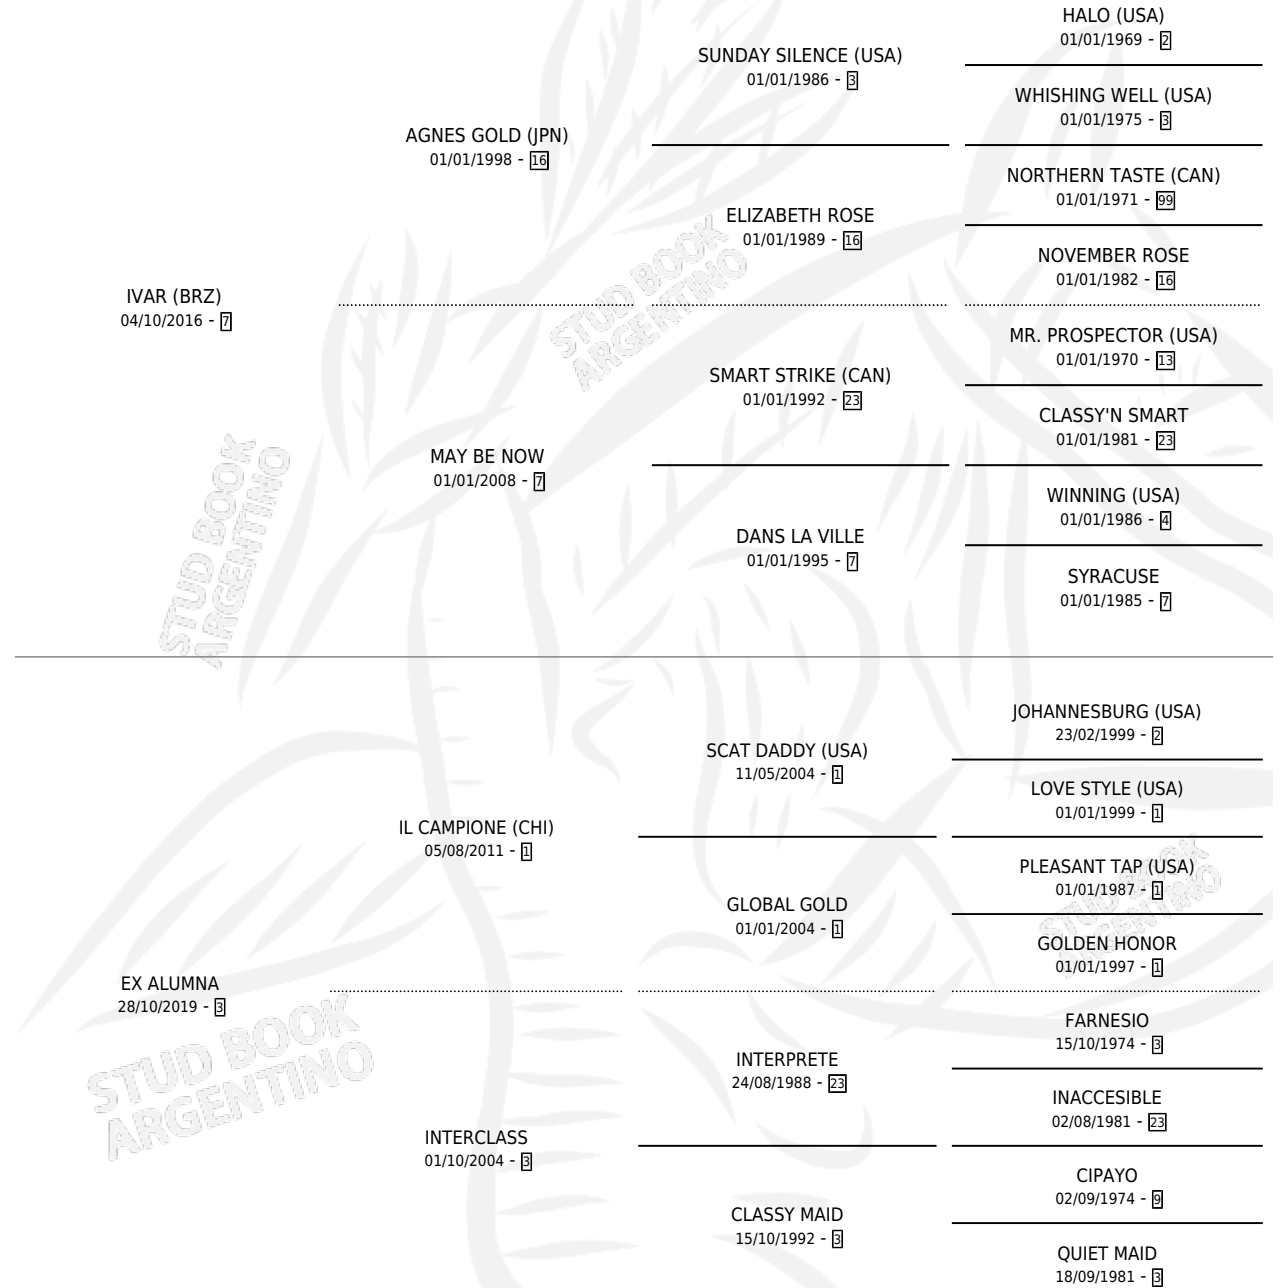 HALO (USA)
01/01/1969 - 2
SUNDAY SILENCE (USA)
01/01/1986 - 3
WHISHING WELL (USA)
01/01/1975 - 3
AGNES GOLD (JPN)
01/01/1998 - 16
NORTHERN TASTE (CAN)
01/01/1971 - 99
ELIZABETH ROSE
01/01/1989 - 16
NOVEMBER ROSE
01/01/1982 - 16
IVAR (BRZ)
04/10/2016 - 7
MR. PROSPECTOR (USA)
01/01/1970 - 13
SMART STRIKE (CAN)
01/01/1992 - 23
CLASSY'N SMART
01/01/1981 - 23
MAY BE NOW
01/01/2008 - 7
WINNING (USA)
01/01/1986 - 4
DANS LA VILLE
01/01/1995 - 7
SYRACUSE
01/01/1985 - 7
JOHANNESBURG (USA)
23/02/1999 - 2
SCAT DADDY (USA)
11/05/2004 - 1
LOVE STYLE (USA)
01/01/1999 - 1
IL CAMPIONE (CHI)
05/08/2011 - 1
PLEASANT TAP (USA)
01/01/1987 - 1
GLOBAL GOLD
01/01/2004 - 1
GOLDEN HONOR
01/01/1997 - 1
EX ALUMNA
28/10/2019 - 3
FARNESIO
15/10/1974 - 3
INTERPRETE
24/08/1988 - 23
INACCESIBLE
02/08/1981 - 23
INTERCLASS
01/10/2004 - 3
CIPAYO
02/09/1974 - 9
CLASSY MAID
15/10/1992 - 3
QUIET MAID
18/09/1981 - 3
STUD BOOK
ARGENTINO
STUD BOOK
ARGENTINO
STUD BOOK
ARGENTINO
STUD BOOK
ARGENTINO